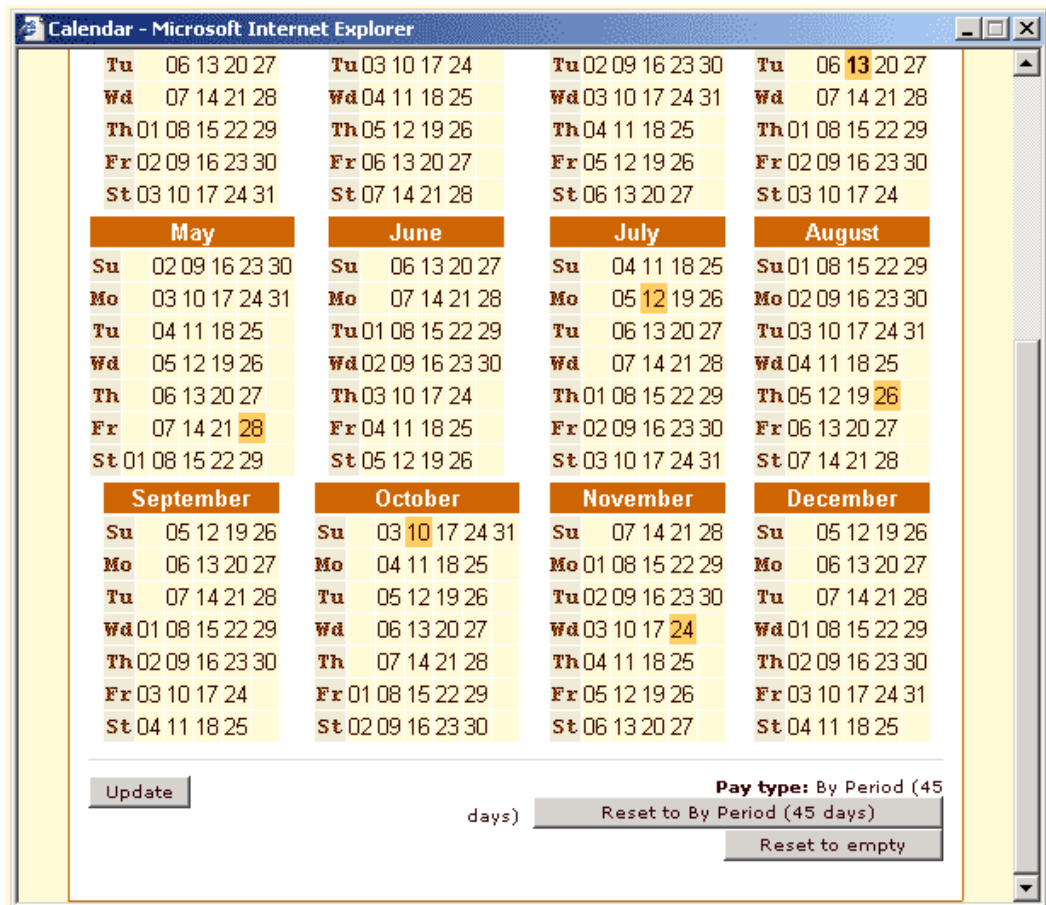 Calendar - Microsoft Internet Explorer
Tu 06 13 20 27 Tu 03 10 17 24 Tu 02 09 16 23 30 Tu 06 13 20 27
Wd 07 14 21 28 Wd 04 11 18 25 Wd 03 10 17 24 31 Wd 07 14 21 28
Th 01 08 15 22 29 Th 05 12 19 26 Th 04 11 18 25 Th 01 08 15 22 29
Fr 02 09 16 23 30 Fr 06 13 20 27 Fr 05 12 19 26 Fr 02 09 16 23 30
St 03 10 17 24 31 St 07 14 21 28 St 06 13 20 27 St 03 10 17 24
May June July August
Su 02 09 16 23 30 Su 06 13 20 27 Su 04 11 18 25 Su 01 08 15 22 29
Mo 03 10 17 24 31 Mo 07 14 21 28 Mo 05 12 19 26 Mo 02 09 16 23 30
Tu 04 11 18 25 Tu 01 08 15 22 29 Tu 06 13 20 27 Tu 03 10 17 24 31
Wd 05 12 19 26 Wd 02 09 16 23 30 Wd 07 14 21 28 Wd 04 11 18 25
Th 06 13 20 27 Th 03 10 17 24 Th 01 08 15 22 29 Th 05 12 19 26
Fr 07 14 21 28 Fr 04 11 18 25 Fr 02 09 16 23 30 Fr 06 13 20 27
St 01 08 15 22 29 St 05 12 19 26 St 03 10 17 24 31 St 07 14 21 28
September October November December
Su 05 12 19 26 Su 03 10 17 24 31 Su 07 14 21 28 Su 05 12 19 26
Mo 06 13 20 27 Mo 04 11 18 25 Mo 01 08 15 22 29 Mo 06 13 20 27
Tu 07 14 21 28 Tu 05 12 19 26 Tu 02 09 16 23 30 Tu 07 14 21 28
Wd 01 08 15 22 29 Wd 06 13 20 27 Wd 03 10 17 24 Wd 01 08 15 22 29
Th 02 09 16 23 30 Th 07 14 21 28 Th 04 11 18 25 Th 02 09 16 23 30
Fr 03 10 17 24 Fr 01 08 15 22 29 Fr 05 12 19 26 Fr 03 10 17 24 31
St 04 11 18 25 St 02 09 16 23 30 St 06 13 20 27 St 04 11 18 25
Update Pay type: By Period (45
days) Reset to By Period (45 days)
Reset to empty